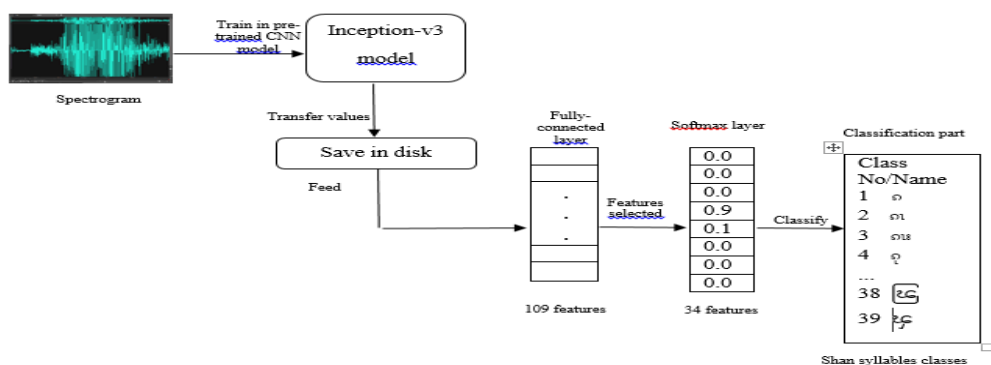 Train in pre-
trained CNN
model
Spectrogram
Inception-v3
model
Transfer values
Save in disk
Feed
Fully-
connected
layer
109 features
Features
selected
Softmax layer
0.0
0.0
0.0
0.9
0.1
0.0
0.0
0.0
34 features
Classify
Classification part
Class
No/Name
1
2
3
4
...
38
39
Shan syllables classes